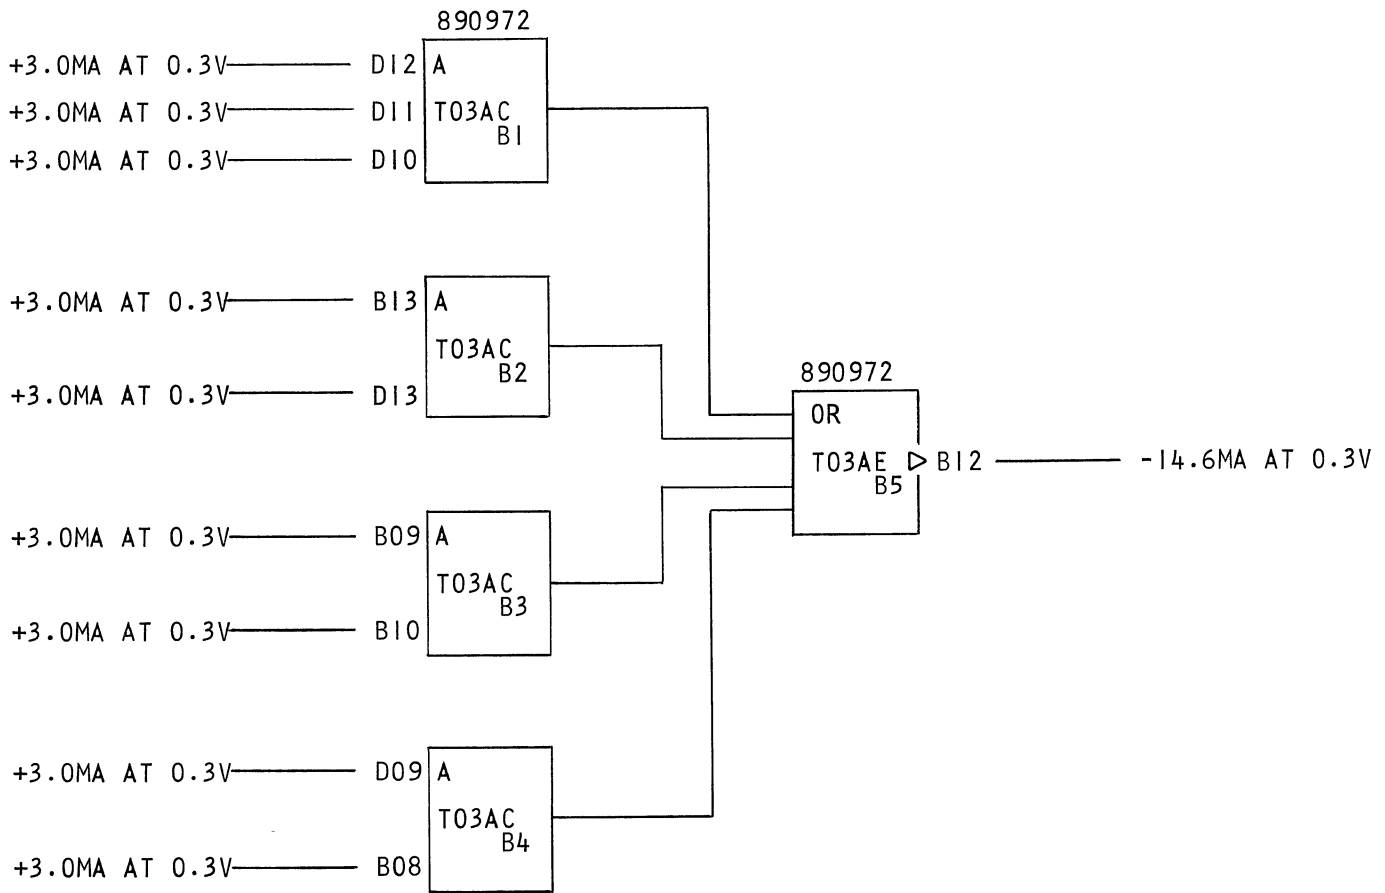 890972
+3.0MA AT 0.3V D12 A
+3.0MA AT 0.3V D11 T03AC
B1
+3.0MA AT 0.3V D10
+3.0MA AT 0.3V B13 A
T03AC
B2
+3.0MA AT 0.3V D13
890972
OR
T03AE B12 -14.6MA AT 0.3V
B5
+3.0MA AT 0.3V B09 A
T03AC
B3
+3.0MA AT 0.3V B10
+3.0MA AT 0.3V D09 A
T03AC
B4
+3.0MA AT 0.3V B08